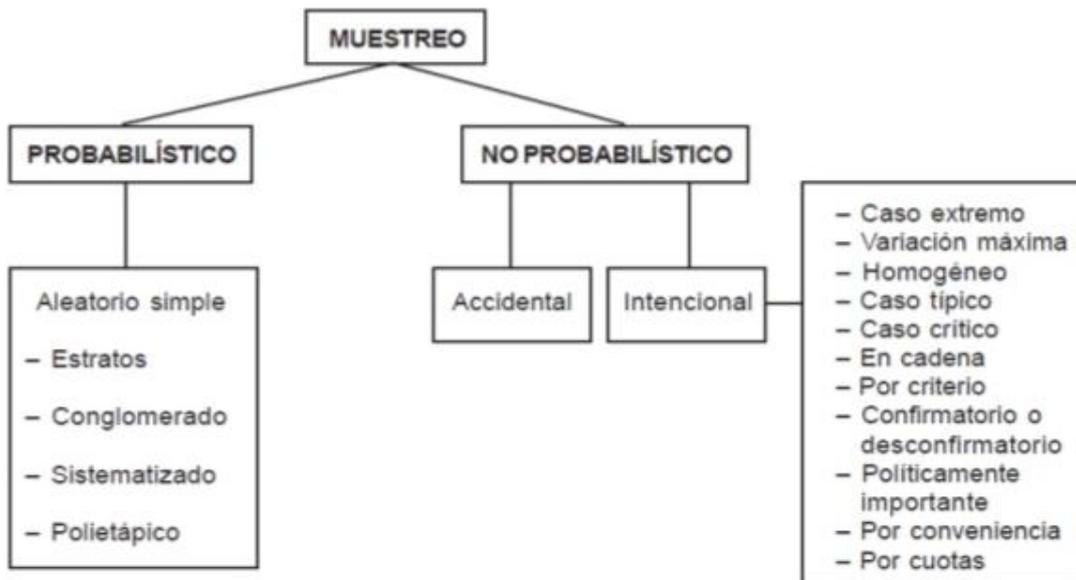 MUESTREO
PROBABILÍSTICO
NO PROBABILÍSTICO
Aleatorio simple
– Estratos
– Conglomerado
– Sistematizado
– Polietápico
Accidental
Intencional
– Caso extremo
– Variación máxima
– Homogéneo
– Caso típico
– Caso crítico
– En cadena
– Por criterio
– Confirmatorio o
desconfirmatorio
– Políticamente
importante
– Por conveniencia
– Por cuotas